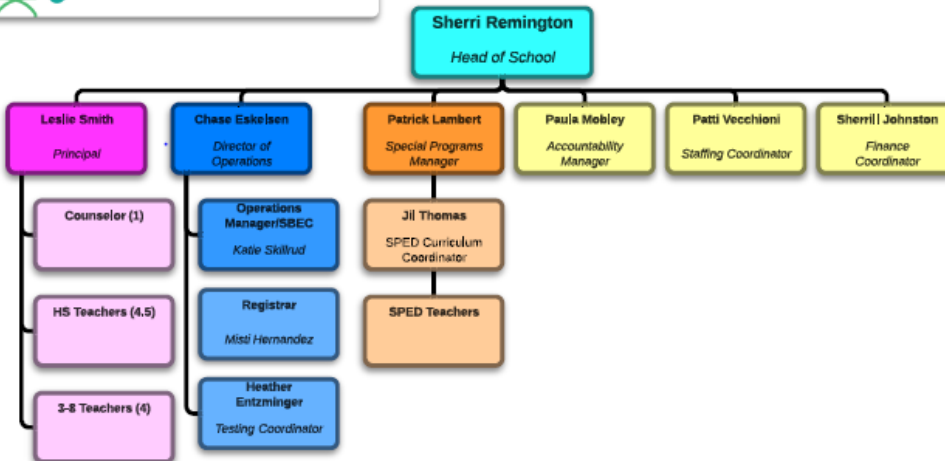 Sherri Remington
Head of School
Leslie Smith
Principal
Chase Eskelsen
Director of
Operations
Patrick Lambert
Special Programs
Manager
Paula Mobley
Accountability
Manager
Patti Vecchioni
Staffing Coordinator
Sherrill Johnston
Finance
Coordinator
Counselor (1)
Operations
Manager/SBEC
Katie Skillrud
Jil Thomas
SPED Curriculum
Coordinator
HS Teachers (4.5)
Registrar
Misti Hernandez
SPED Teachers
3-8 Teachers (4)
Heather
Entzminger
Testing Coordinator